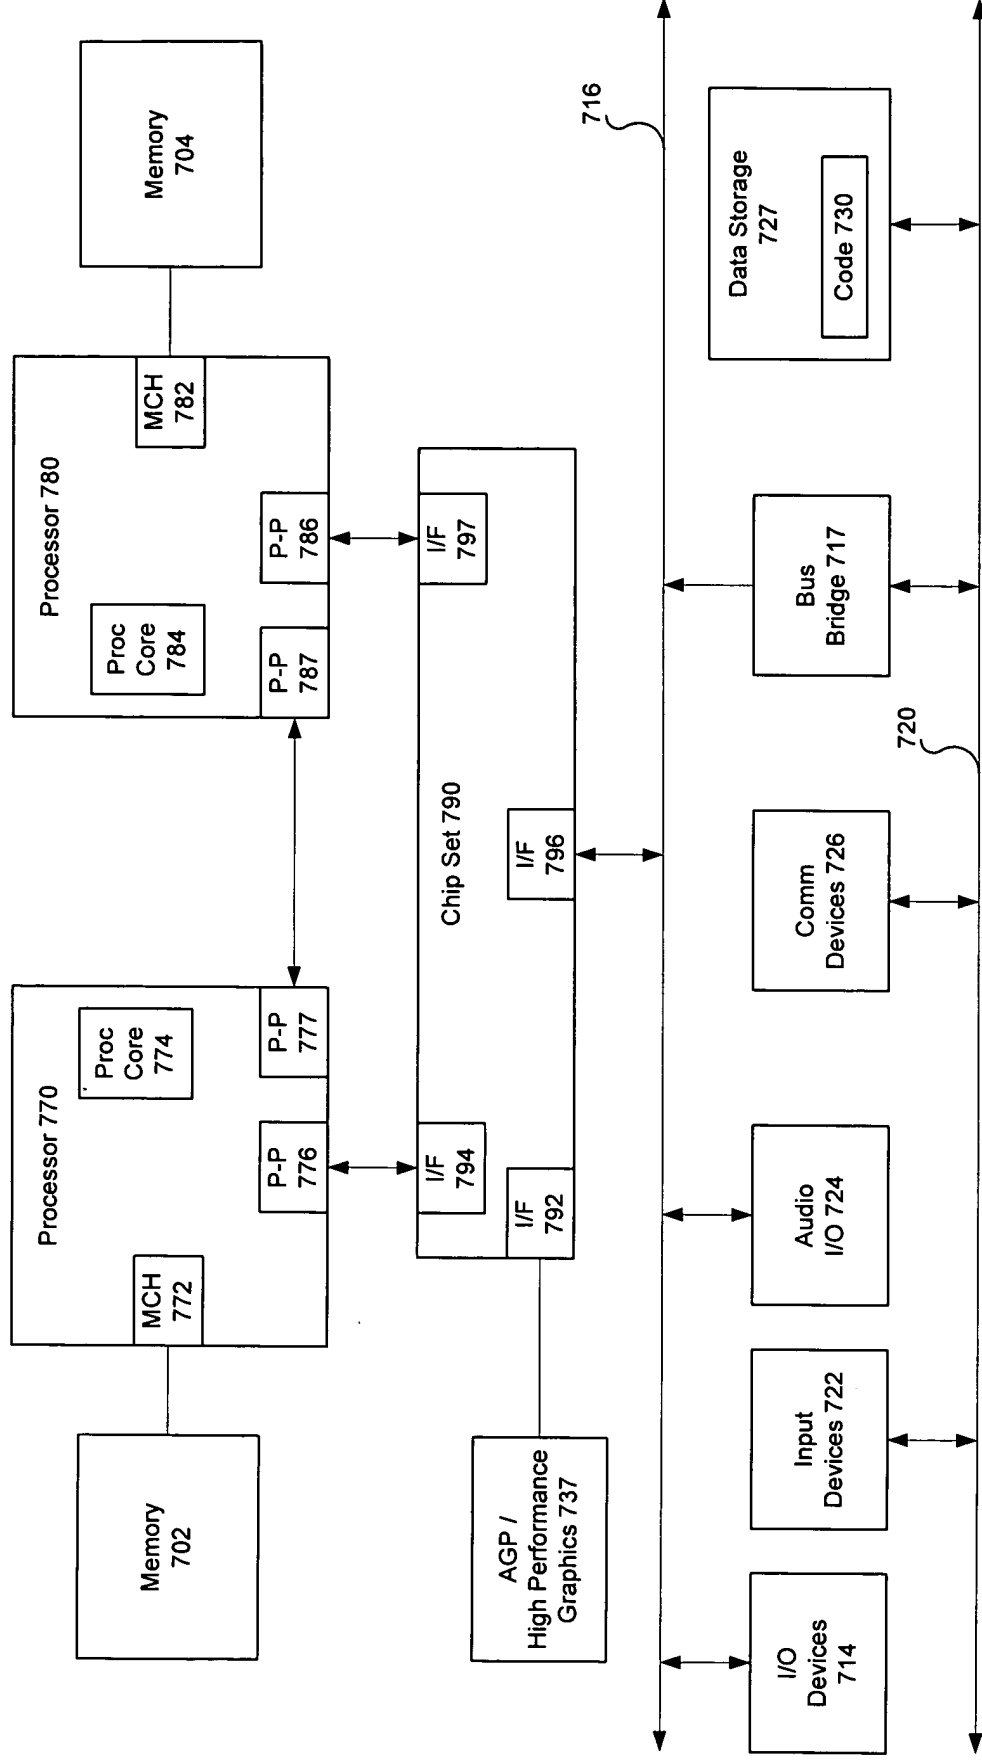 Processor 770
Processor 780
Memory
702
MCH
772
Proc
Core
774
P-P
776
P-P
777
P-P
787
Proc
Core
784
P-P
786
MCH
782
Memory
704
AGP /
High Performance
Graphics 737
Chip Set 790
I/F
794
I/F
792
I/F
796
I/F
797
716
I/O
Devices
714
Input
Devices 722
Audio
I/O 724
Comm
Devices 726
Bus
Bridge 717
Data Storage
727
Code 730
720